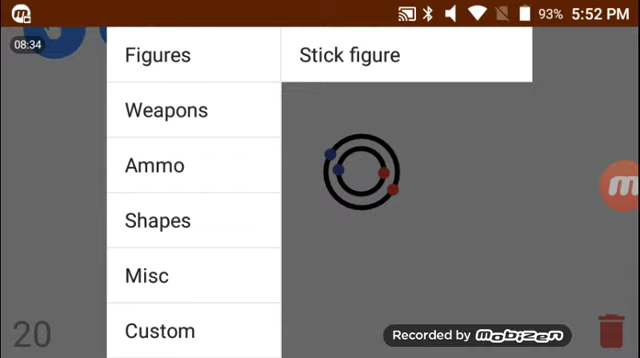 93% 5:52 PM
08:34
Figures
Stick figure
Weapons
Ammo
Shapes
Misc
Custom
20
Recorded by mobizen